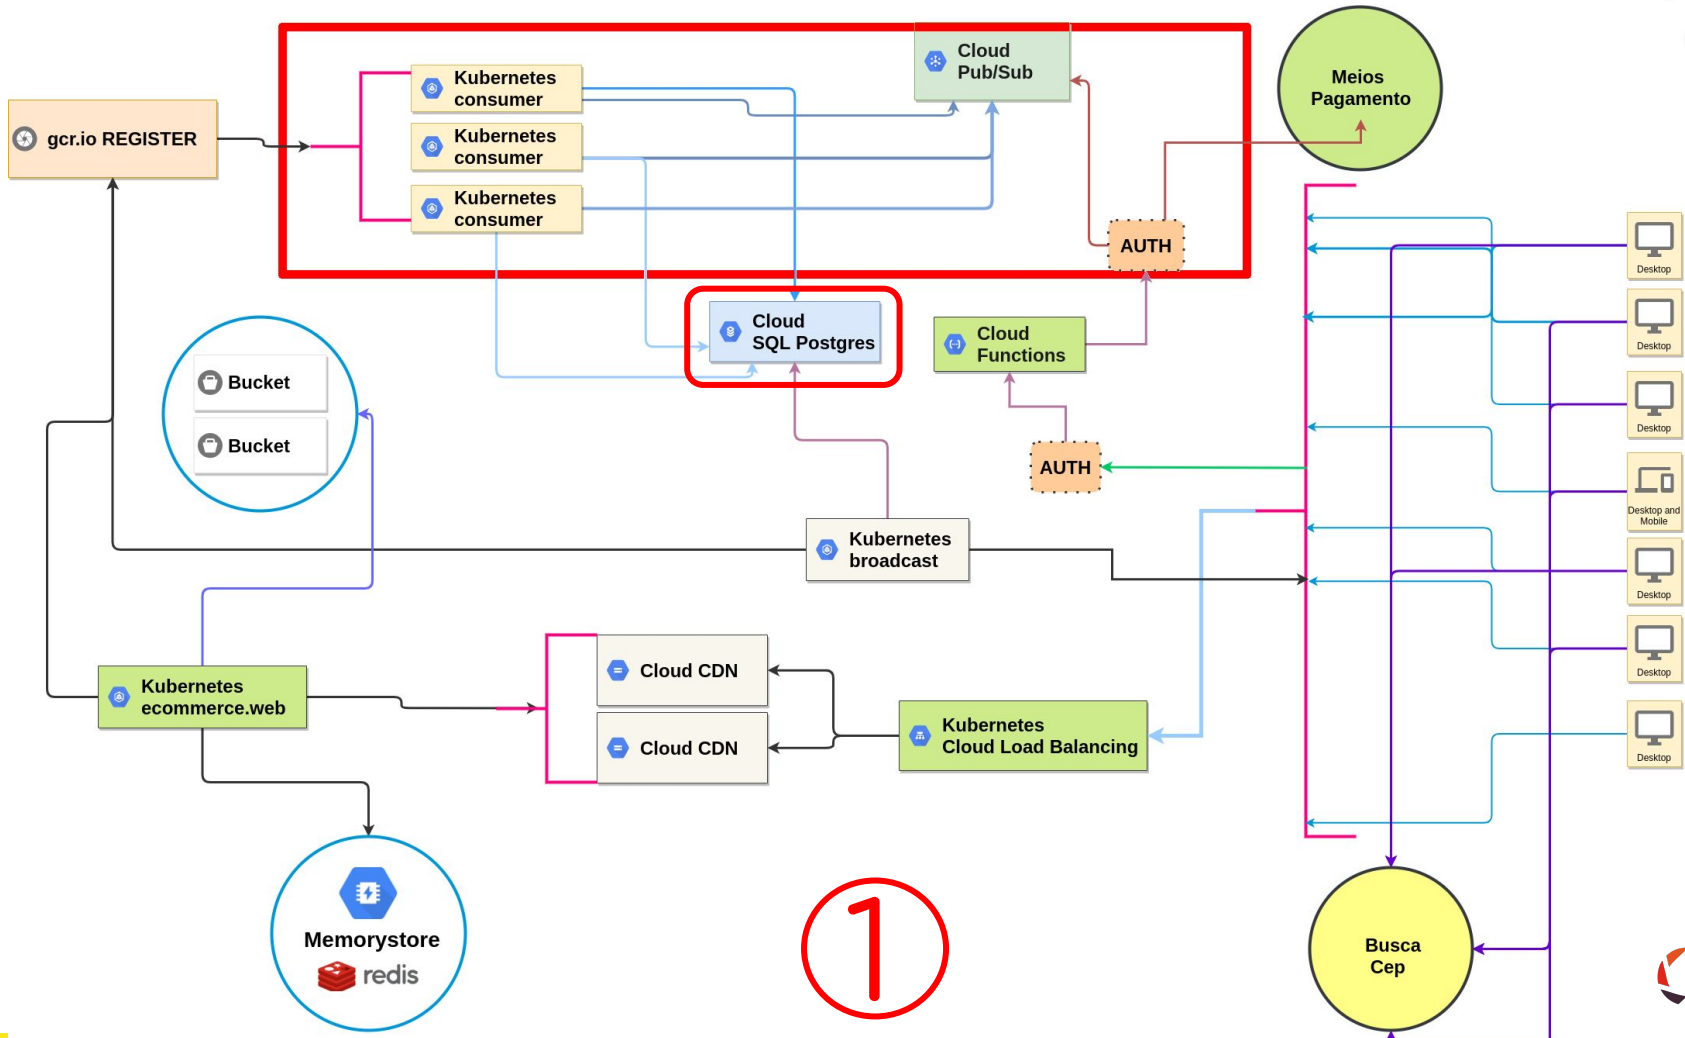 Cloud
Pub/Sub
Kubernetes
consumer
Kubernetes
consumer
Kubernetes
consumer
gcr.io REGISTER
Meios
Pagamento
AUTH
Cloud
SQL Postgres
Cloud
Functions
Bucket
Bucket
AUTH
Kubernetes
broadcast
Kubernetes
ecommerce.web
Cloud CDN
Cloud CDN
Kubernetes
Cloud Load Balancing
Memorystore
redis
1
Desktop
Desktop
Desktop
Desktop and
Mobile
Desktop
Desktop
Desktop
Busca
Cep